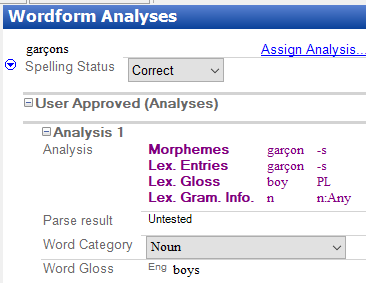 Wordform Analyses
garçons Assign Analysis...
Spelling Status Correct
User Approved (Analyses)
Analysis 1
Analysis Morphemes garçon -s
Lex. Entries garçon -s
Lex. Gloss boy PL
Lex. Gram. Info. n n:Any
Parse result Untested
Word Category Noun
Word Gloss Eng boys